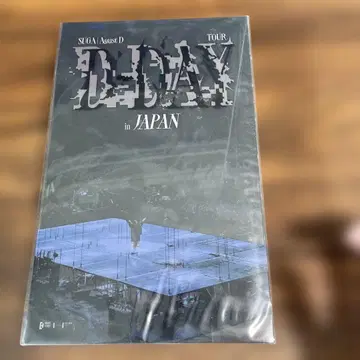 SUGA | Agust D TOUR
D-DAY
in JAPAN